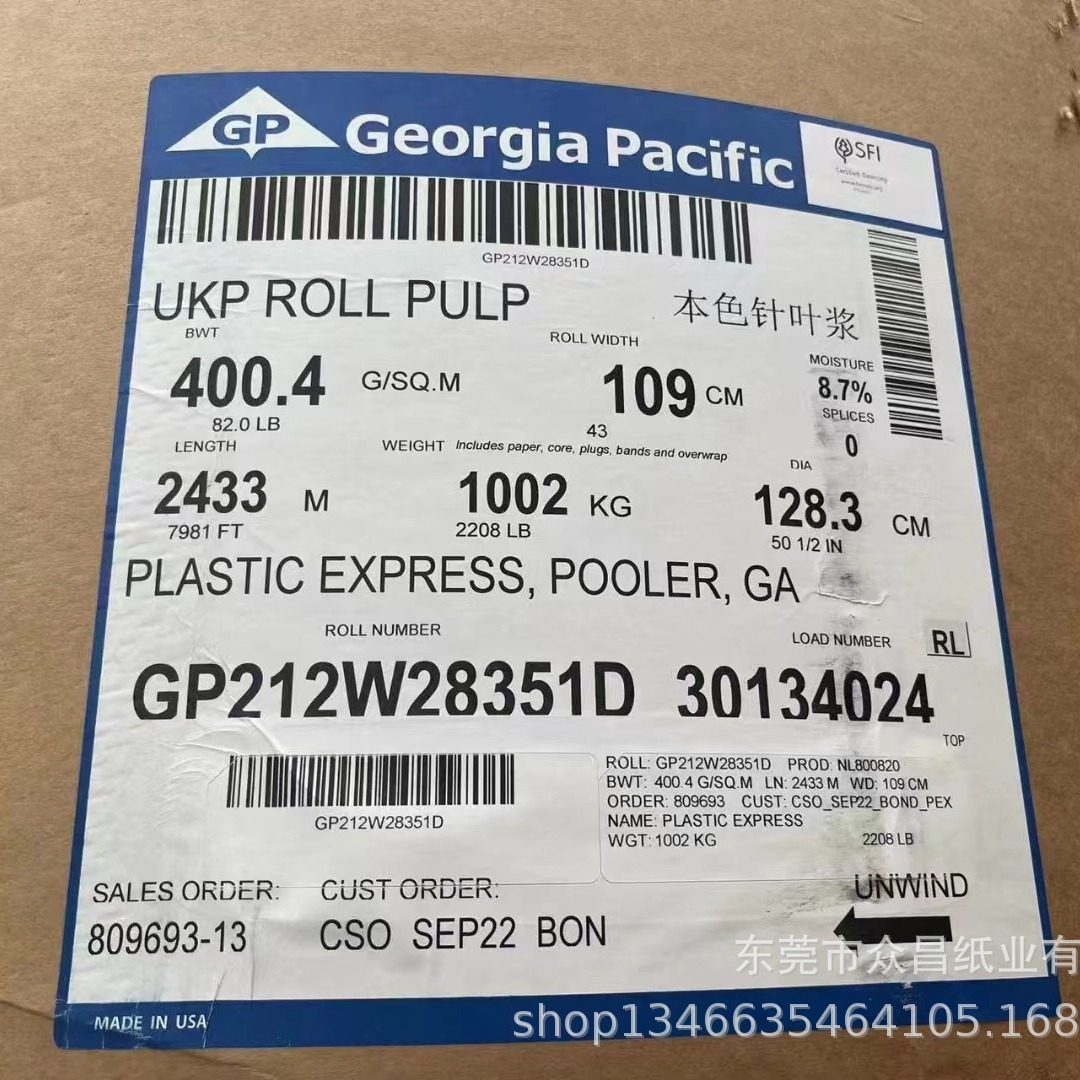 GP Georgia Pacific
SFI
Certified Sourcing
GP212W28351D
UKP ROLL PULP 本色针叶浆
BWT ROLL WIDTH MOISTURE
400.4 G/SQ.M 109 CM 8.7%
82.0 LB 43 SPLICES
0
LENGTH WEIGHT Includes paper, core, plugs, bands and overwrap DIA
2433 M 1002 KG 128.3 CM
7981 FT 2208 LB 50 1/2 IN
PLASTIC EXPRESS, POOLER, GA
ROLL NUMBER LOAD NUMBER RL
GP212W28351D 30134024
TOP
GP212W28351D
ROLL: GP212W28351D PROD: NL800820
BWT: 400.4 G/SQ.M LN: 2433 M WD: 109 CM
ORDER: 809693 CUST: CSO_SEP22_BOND_PEX
NAME: PLASTIC EXPRESS
WGT: 1002 KG 2208 LB
SALES ORDER: CUST ORDER: UNWIND
809693-13 CSO SEP22 BON
MADE IN USA
东莞市众昌纸业有
shop1346635464105.168